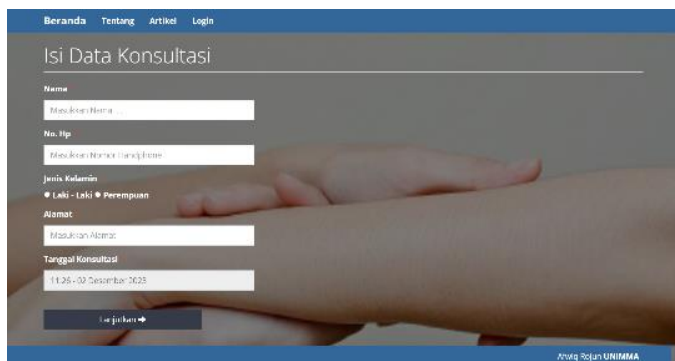 Beranda Tentang Artikel Login
Isi Data Konsultasi
Nama
Masukkan Nama ...
No. Hp
Masukkan Nomor Handphone
Jenis Kelamin
Laki - Laki Perempuan
Alamat
Masukkan Alamat
Tanggal Konsultasi
11:26 - 02 Desember 2023
Lanjutkan
Rojun UNIMMA